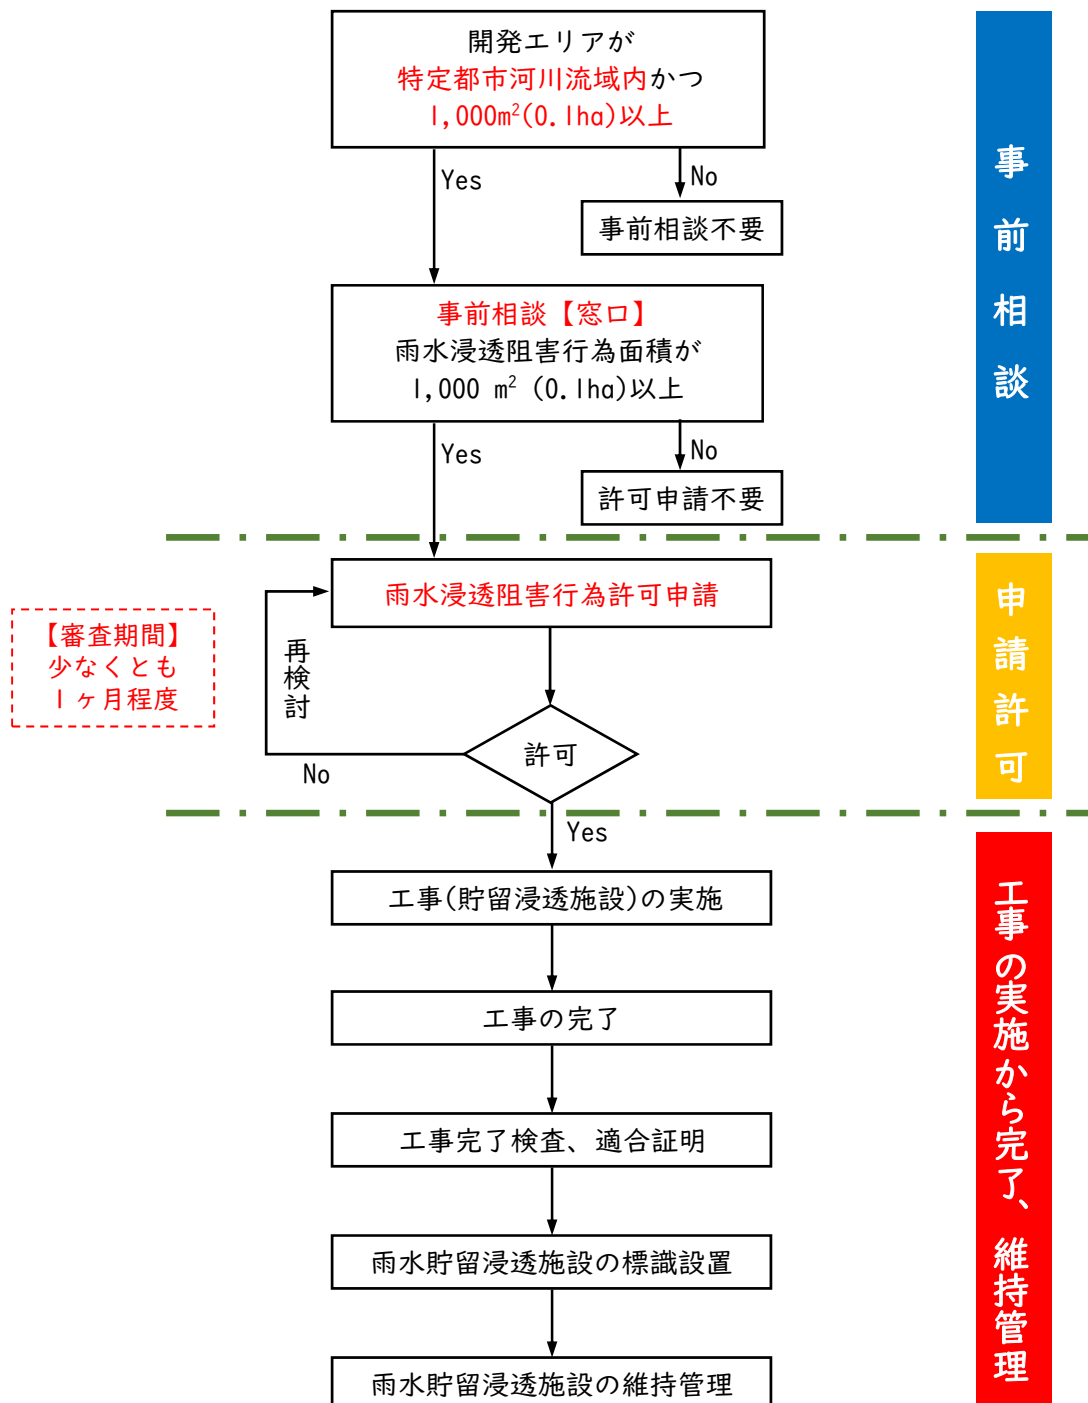 開発エリアが
特定都市河川流域内かつ
1,000m²(0.1ha)以上
Yes
No
事前相談不要
事前相談【窓口】
雨水浸透阻害行為面積が
1,000 m² (0.1ha)以上
Yes
No
許可申請不要
事前相談
雨水浸透阻害行為許可申請
【審査期間】
少なくとも
1ヶ月程度
再検討
許可
No
Yes
申請許可
工事(貯留浸透施設)の実施
工事の完了
工事完了検査、適合証明
雨水貯留浸透施設の標識設置
雨水貯留浸透施設の維持管理
工事の実施から完了、維持管理